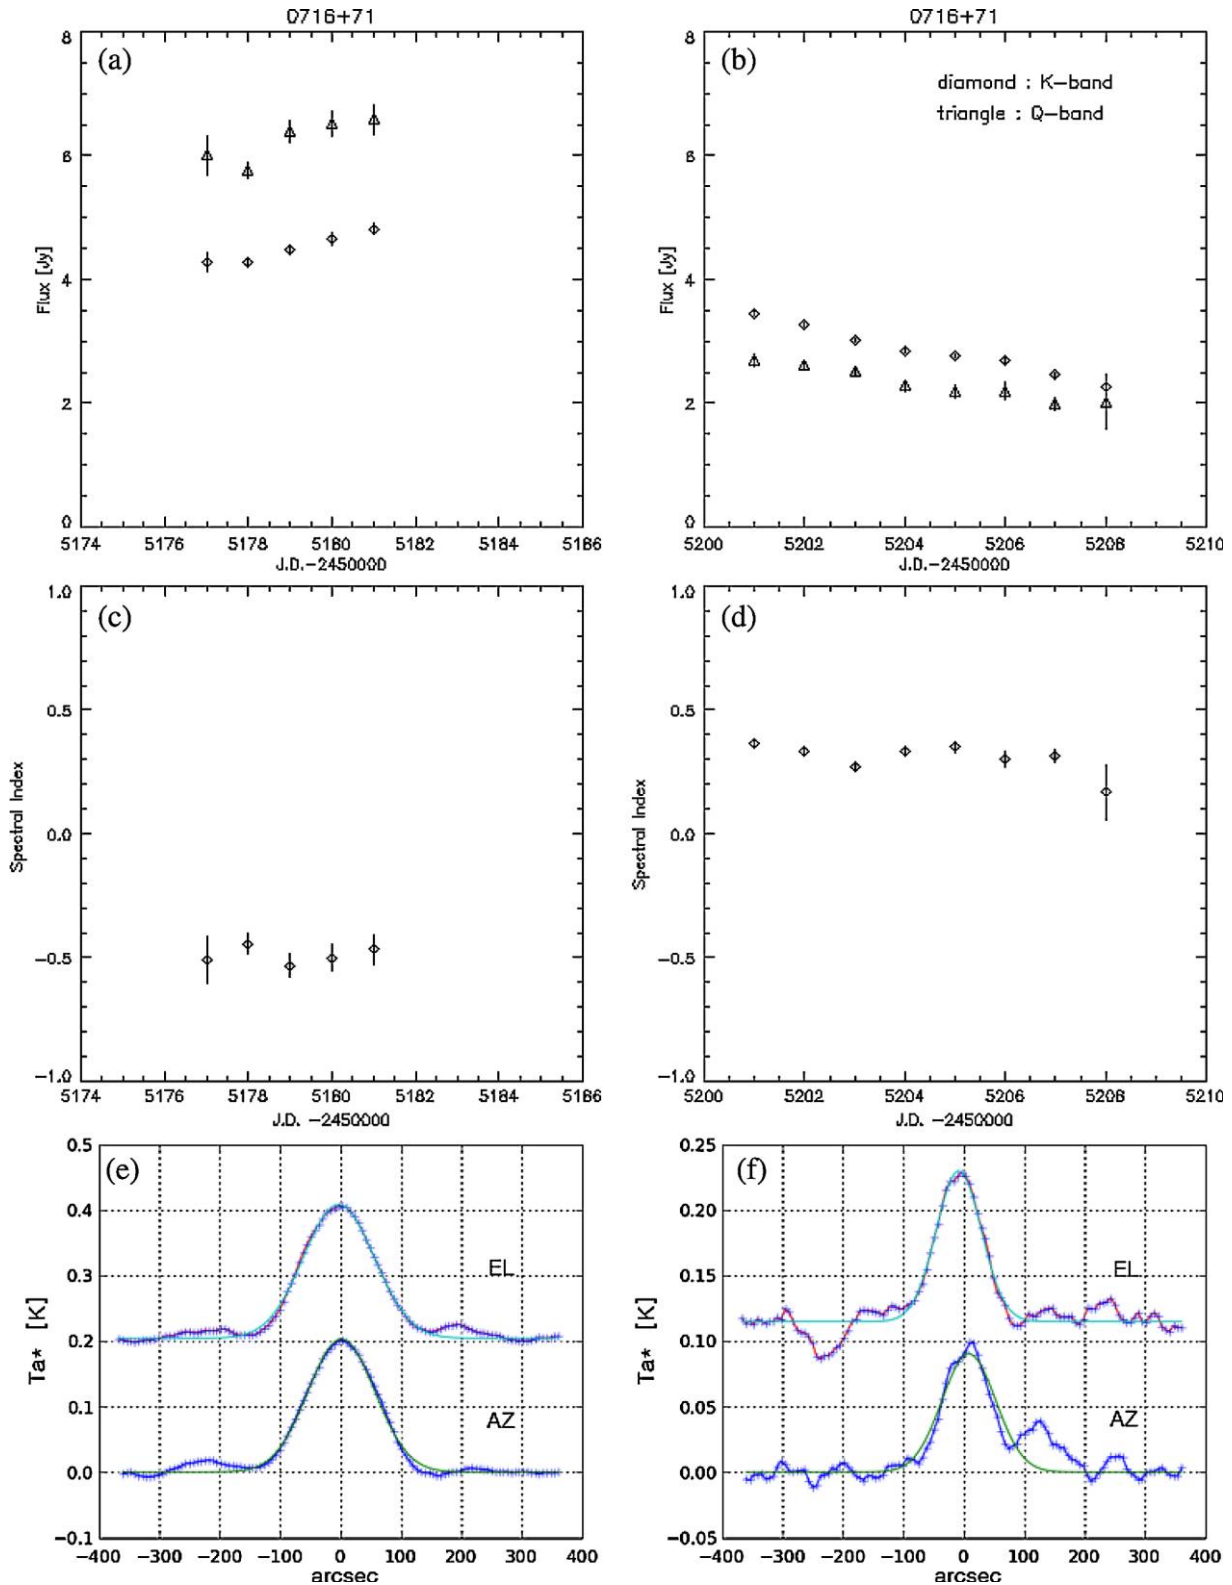 0716+71
(a)
8
6
4
2
0
Flux [Jy]
5174 5176 5178 5180 5182 5184 5186
J.D.-2450000
0716+71
(b)
diamond : K-band
triangle : Q-band
8
6
4
2
0
Flux [Jy]
5200 5202 5204 5206 5208 5210
J.D.-2450000
(c)
1.0
0.5
0.0
-0.5
-1.0
Spectral Index
5174 5176 5178 5180 5182 5184 5186
J.D. -2450000
(d)
1.0
0.5
0.0
-0.5
-1.0
Spectral Index
5200 5202 5204 5206 5208 5210
J.D. -2450000
(e)
0.5
0.4
0.3
0.2
0.1
0.0
-0.1
Ta* [K]
EL
AZ
-400 -300 -200 -100 0 100 200 300 400
arcsec
(f)
0.25
0.20
0.15
0.10
0.05
0.00
-0.05
Ta* [K]
EL
AZ
-400 -300 -200 -100 0 100 200 300 400
arcsec